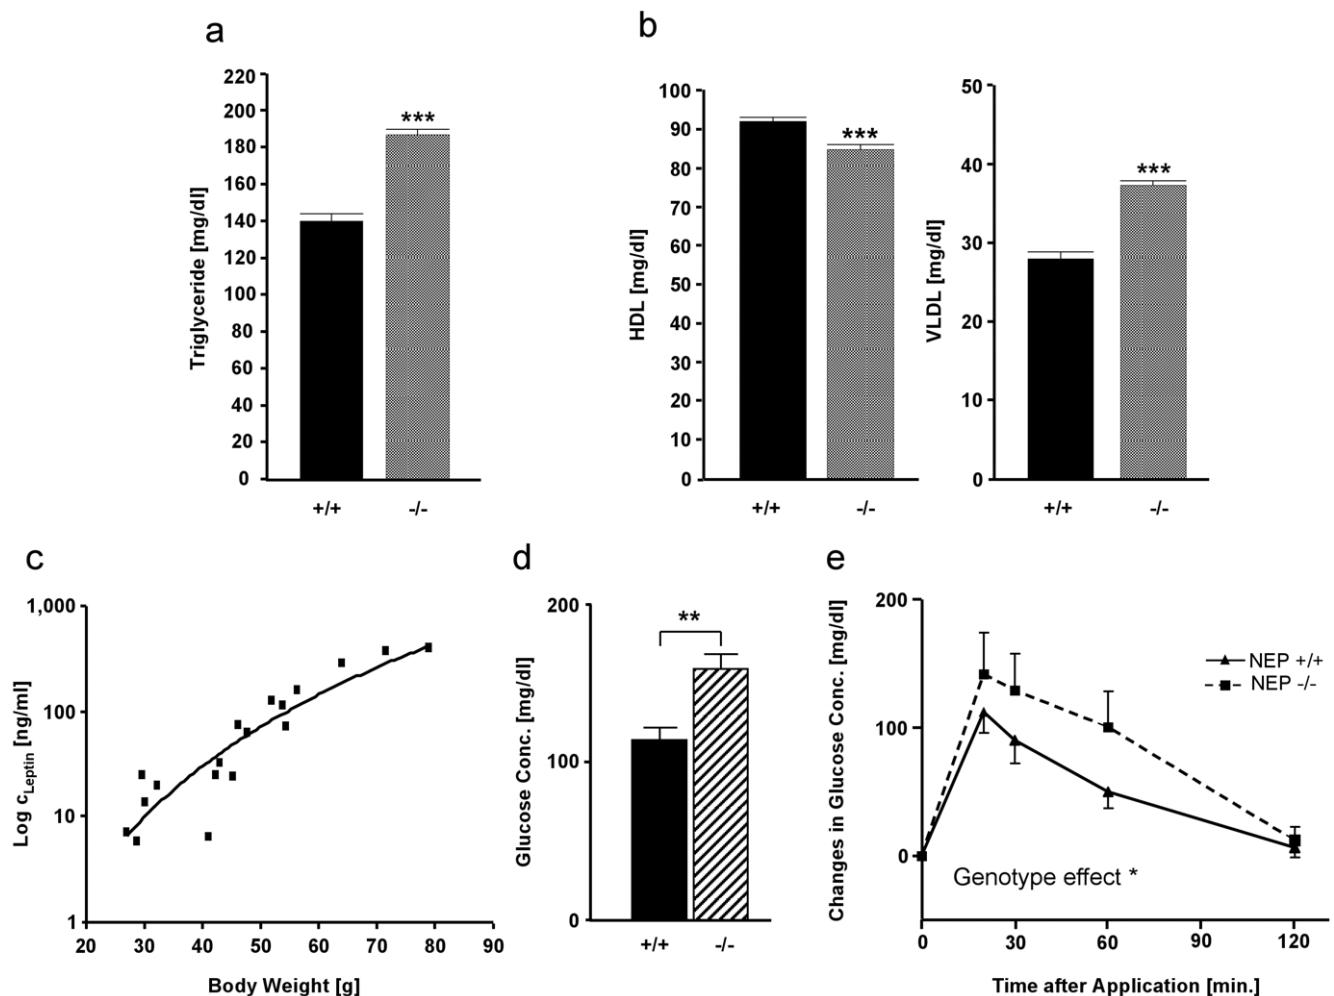 a
Triglyceride [mg/dl]
220
200
180
160
140
120
100
80
60
40
20
0
***
+/+ -/-
b
HDL [mg/dl]
100
90
80
70
60
50
40
30
20
10
0
***
+/+ -/-
VLDL [mg/dl]
50
40
30
20
10
0
***
+/+ -/-
c
Log cLeptin [ng/ml]
1,000
100
10
1
20 30 40 50 60 70 80 90
Body Weight [g]
d
Glucose Conc. [mg/dl]
200
100
0
**
+/+ -/-
e
Changes in Glucose Conc. [mg/dl]
200
100
0
NEP +/+
NEP -/-
Genotype effect *
0 30 60 90 120
Time after Application [min.]